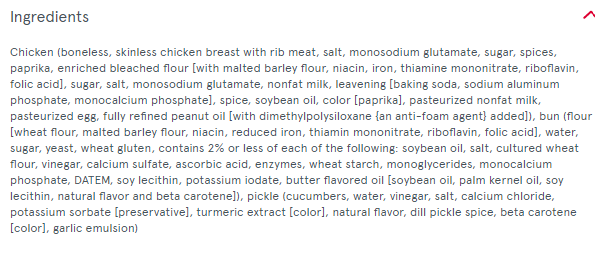 Ingredients
Chicken (boneless, skinless chicken breast with rib meat, salt, monosodium glutamate, sugar, spices,
paprika, enriched bleached flour [with malted barley flour, niacin, iron, thiamine mononitrate, riboflavin,
folic acid], sugar, salt, monosodium glutamate, nonfat milk, leavening [baking soda, sodium aluminum
phosphate, monocalcium phosphate], spice, soybean oil, color [paprika], pasteurized nonfat milk,
pasteurized egg, fully refined peanut oil [with dimethylpolysiloxane {an anti-foam agent} added]), bun (flour
[wheat flour, malted barley flour, niacin, reduced iron, thiamin mononitrate, riboflavin, folic acid], water,
sugar, yeast, wheat gluten, contains 2% or less of each of the following: soybean oil, salt, cultured wheat
flour, vinegar, calcium sulfate, ascorbic acid, enzymes, wheat starch, monoglycerides, monocalcium
phosphate, DATEM, soy lecithin, potassium iodate, butter flavored oil [soybean oil, palm kernel oil, soy
lecithin, natural flavor and beta carotene]), pickle (cucumbers, water, vinegar, salt, calcium chloride,
potassium sorbate [preservative], turmeric extract [color], natural flavor, dill pickle spice, beta carotene
[color], garlic emulsion)